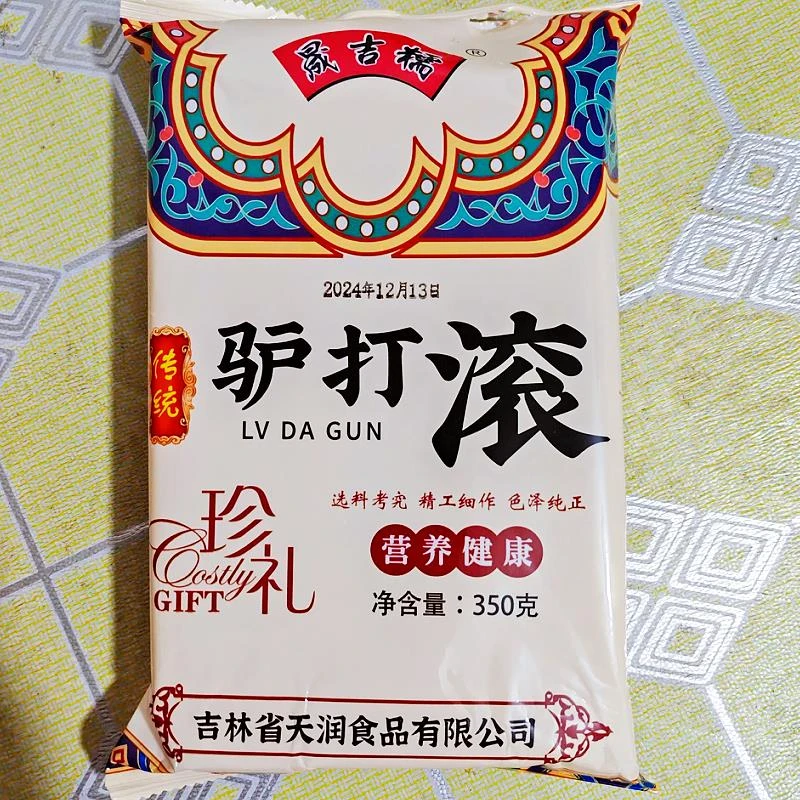 晟吉糯®
2024年12月13日
传统
驴打滚
LV DA GUN
选料考究 精工细作 色泽纯正
珍礼
Costly
GIFT
营养健康
净含量：350克
吉林省天润食品有限公司